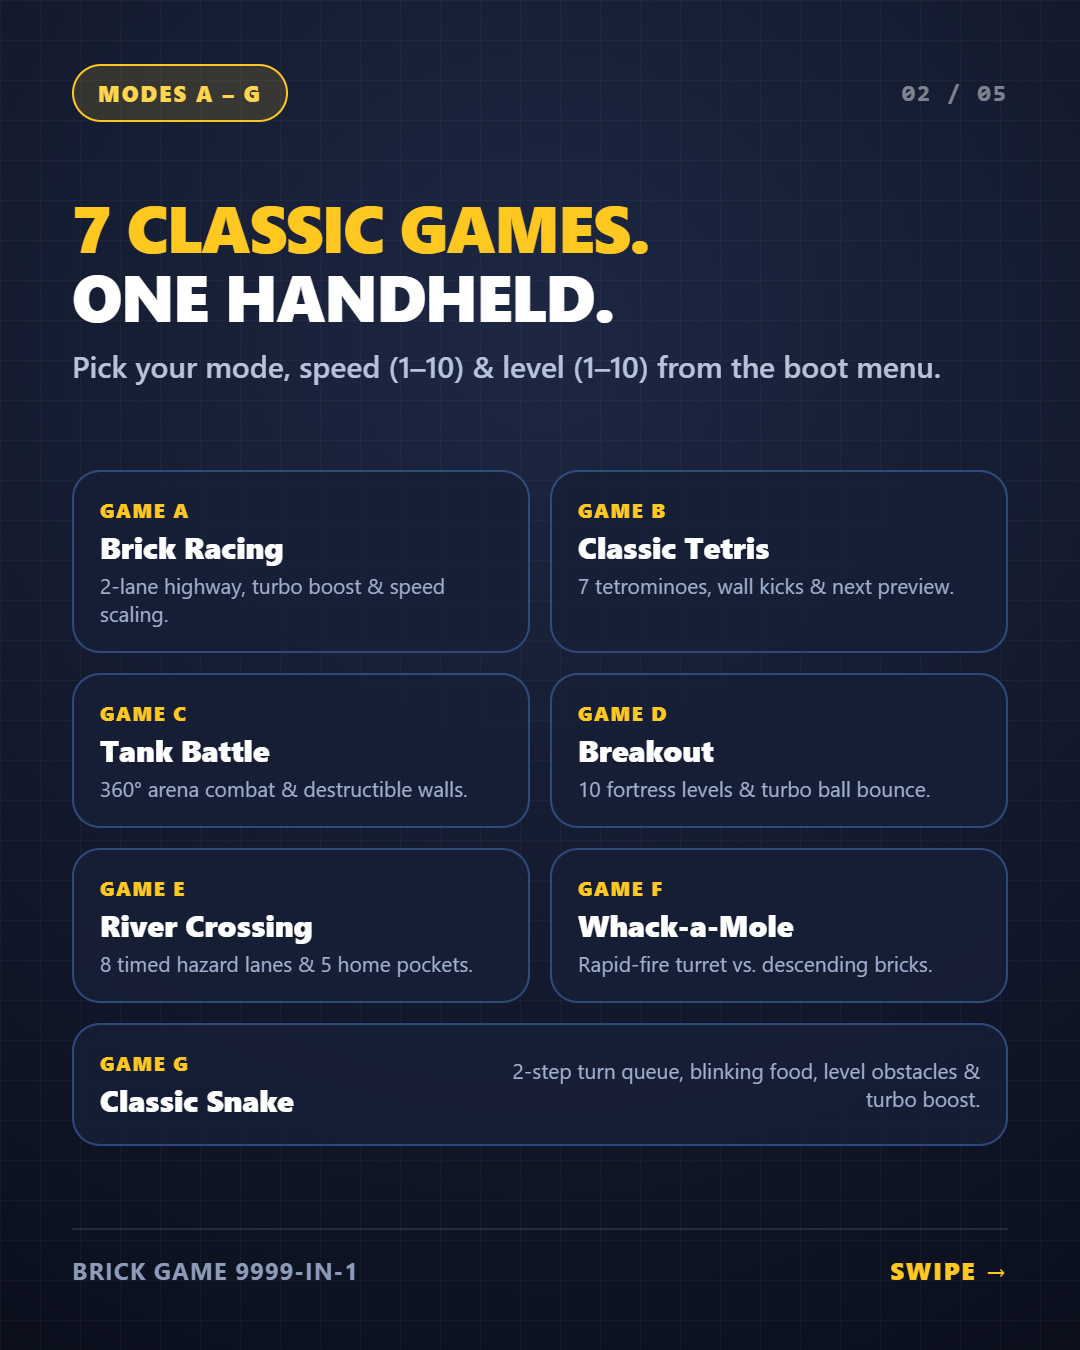 MODES A – G
02 / 05
7 CLASSIC GAMES.
ONE HANDHELD.
Pick your mode, speed (1–10) & level (1–10) from the boot menu.
GAME A
Brick Racing
2-lane highway, turbo boost & speed
scaling.
GAME B
Classic Tetris
7 tetrominoes, wall kicks & next preview.
GAME C
Tank Battle
360° arena combat & destructible walls.
GAME D
Breakout
10 fortress levels & turbo ball bounce.
GAME E
River Crossing
8 timed hazard lanes & 5 home pockets.
GAME F
Whack-a-Mole
Rapid-fire turret vs. descending bricks.
GAME G
Classic Snake
2-step turn queue, blinking food, level obstacles &
turbo boost.
BRICK GAME 9999-IN-1
SWIPE →